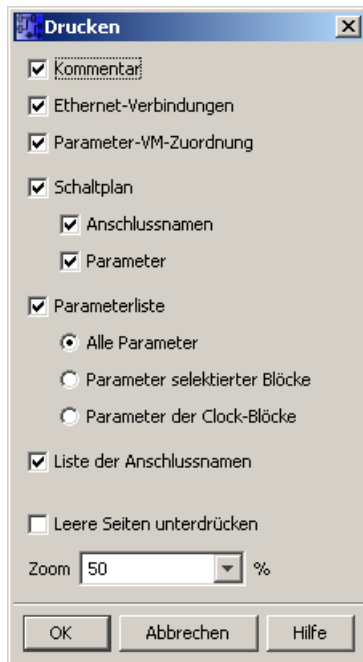 Drucken
Kommentar
Ethernet-Verbindungen
Parameter-VM-Zuordnung
Schaltplan
Anschlussnamen
Parameter
Parameterliste
Alle Parameter
Parameter selektierter Blöcke
Parameter der Clock-Blöcke
Liste der Anschlussnamen
Leere Seiten unterdrücken
Zoom 50 %
OK Abbrechen Hilfe